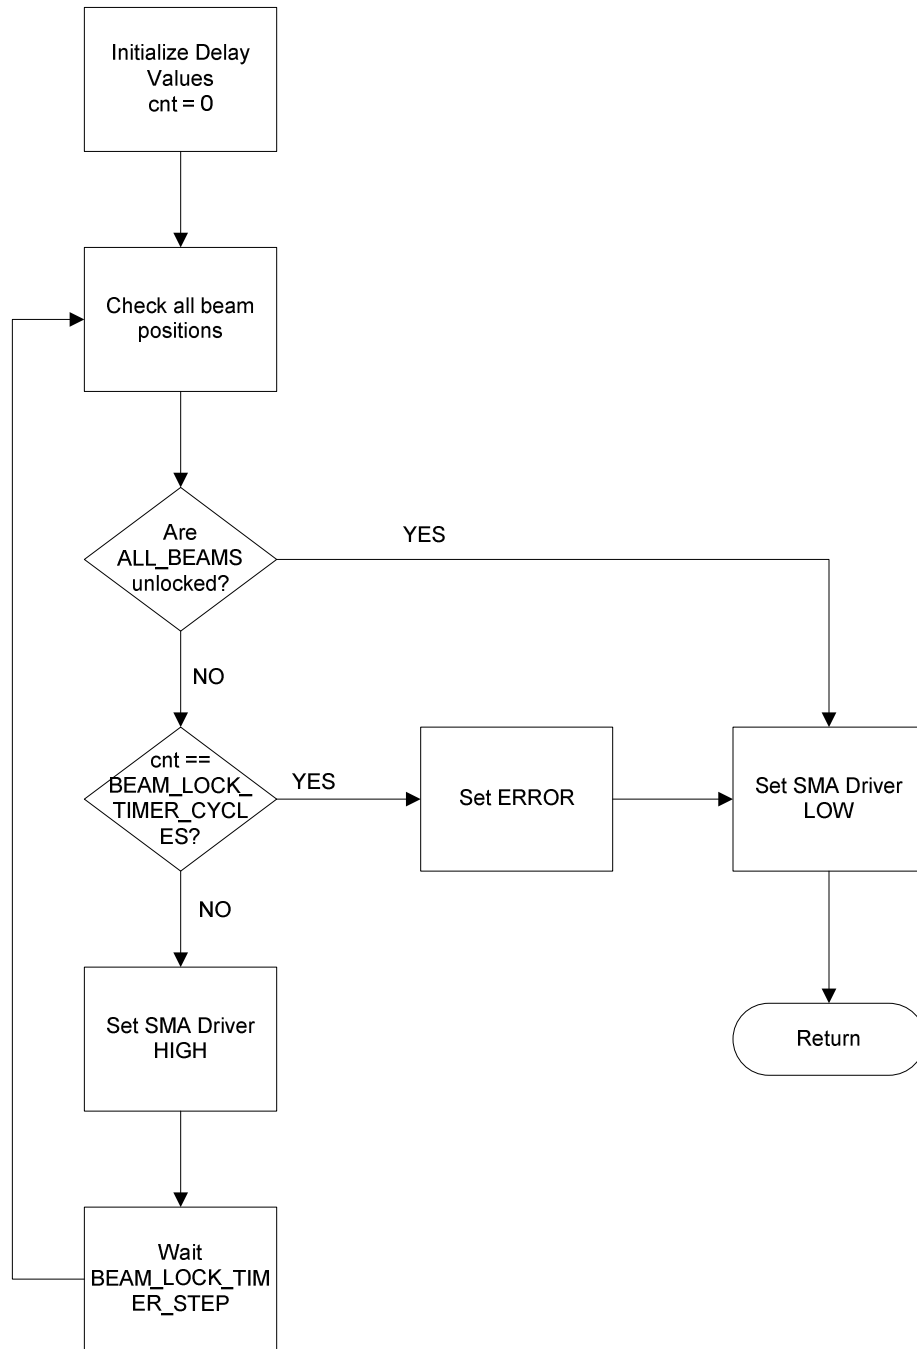 Initialize Delay
Values
cnt = 0
Check all beam
positions
Are
ALL_BEAMS
unlocked?
YES
NO
cnt ==
BEAM_LOCK_
TIMER_CYCL
ES?
YES
Set ERROR
Set SMA Driver
LOW
NO
Set SMA Driver
HIGH
Return
Wait
BEAM_LOCK_TIM
ER_STEP